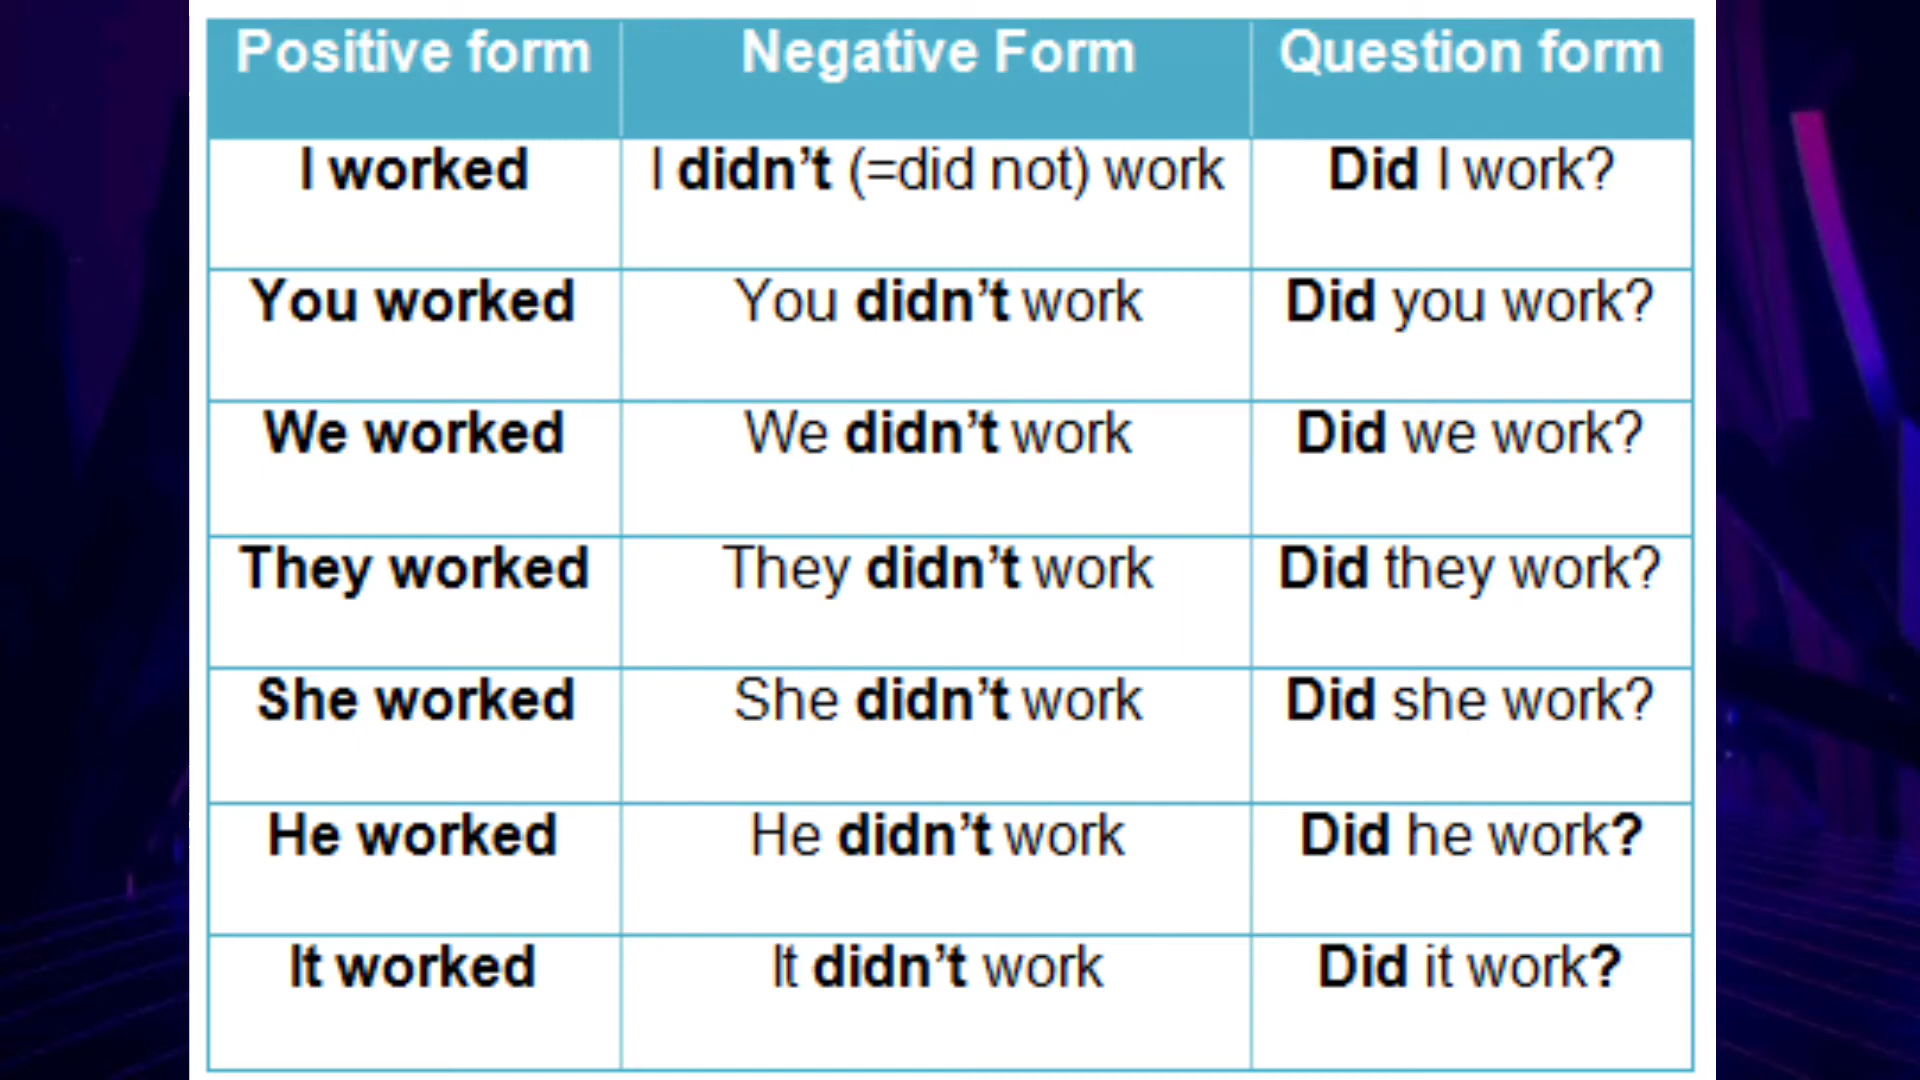 Positive form Negative Form Question form
I worked I didn’t (=did not) work Did I work?
You worked You didn’t work Did you work?
We worked We didn’t work Did we work?
They worked They didn’t work Did they work?
She worked She didn’t work Did she work?
He worked He didn’t work Did he work?
It worked It didn’t work Did it work?